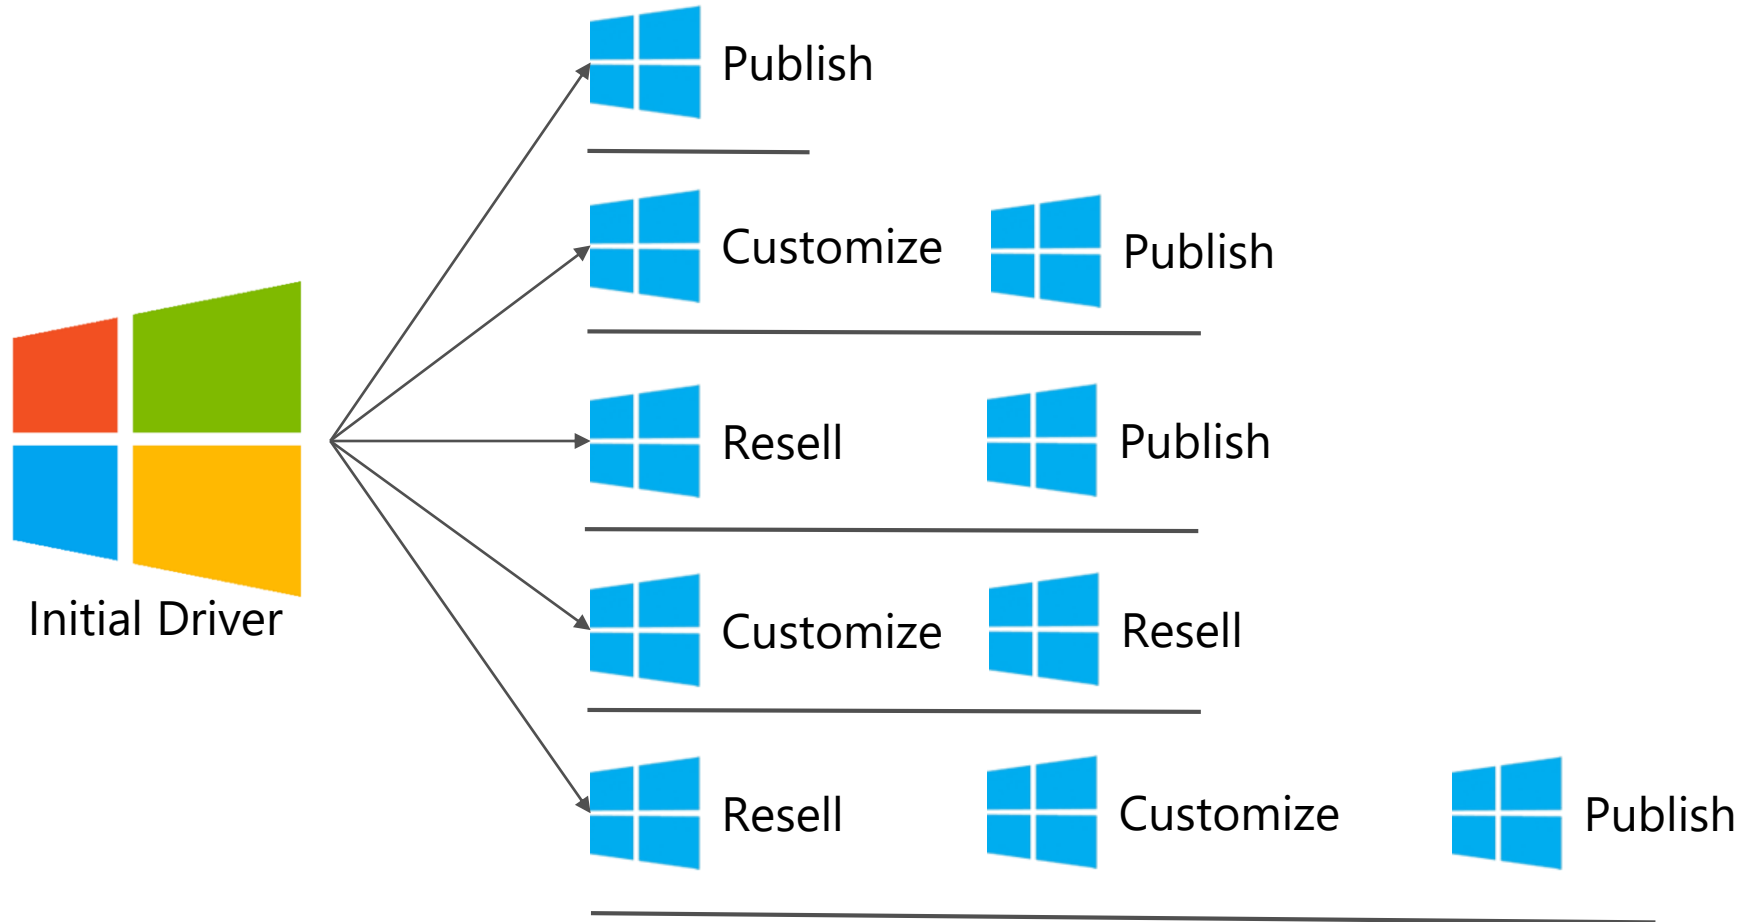 Publish
Customize
Publish
Resell
Publish
Initial Driver
Customize
Resell
Resell
Customize
Publish